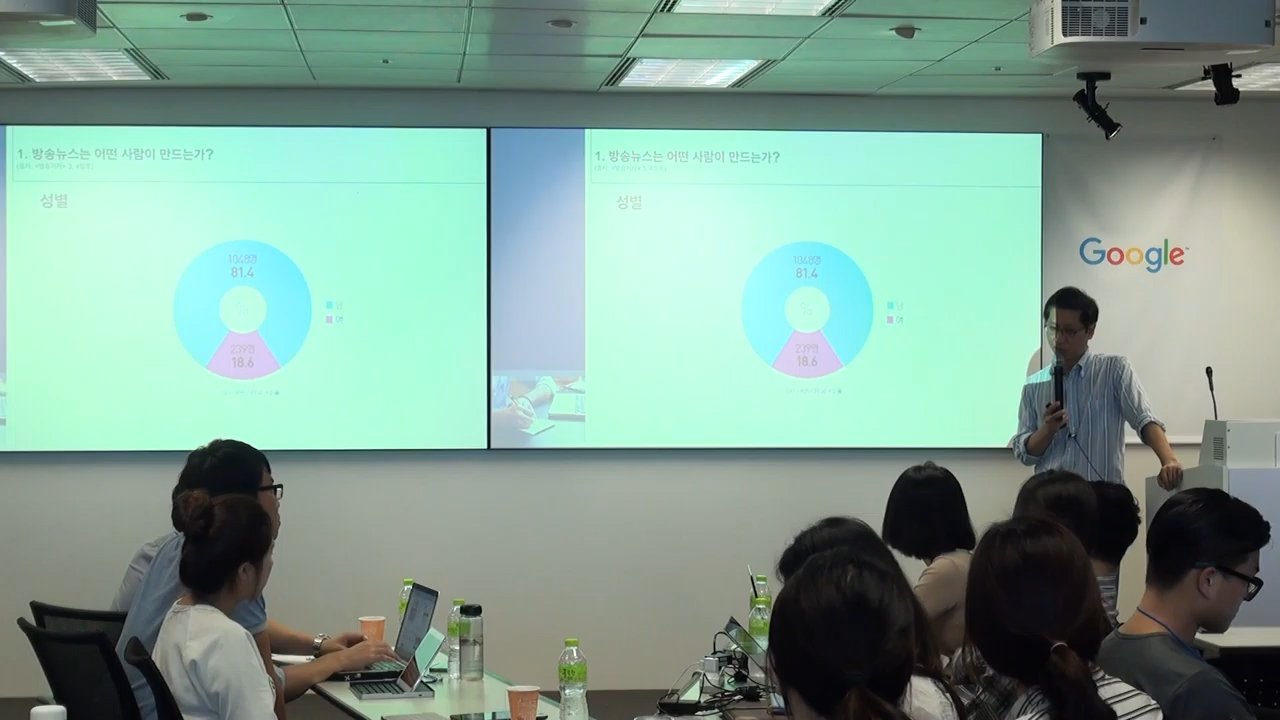 1. 방송뉴스는 어떤 사람이 만드는가?
성별
1048명
81.4
239명
18.6
남
여
1. 방송뉴스는 어떤 사람이 만드는가?
성별
1048명
81.4
239명
18.6
남
여
Google